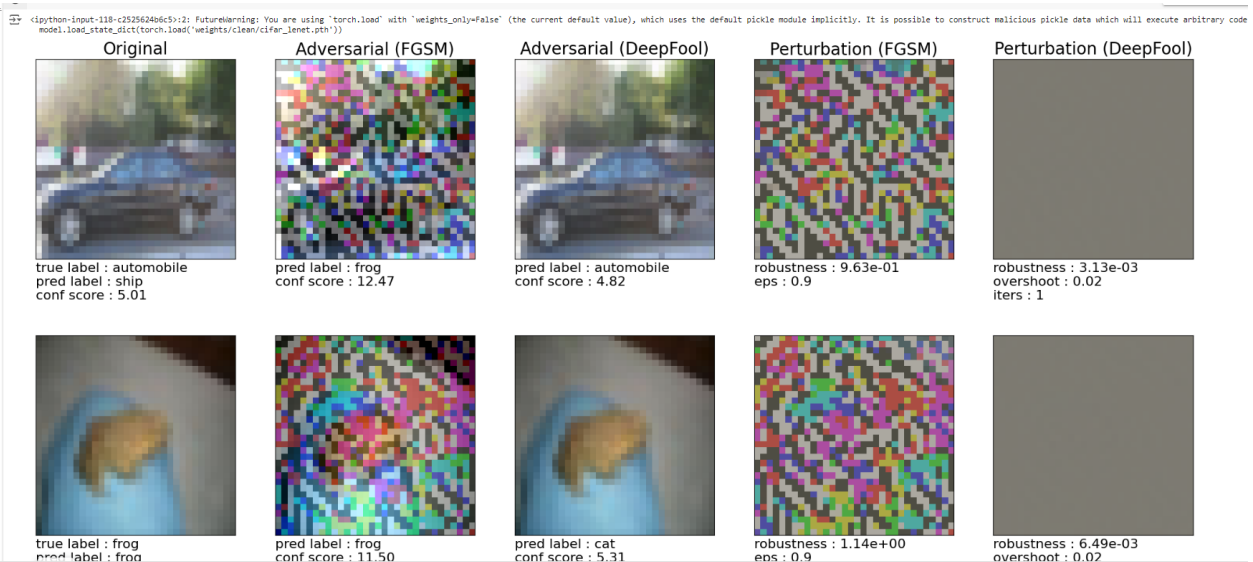 <ipython-input-118-c2525624b6c5>:2: FutureWarning: You are using `torch.load` with `weights_only=False` (the current default value), which uses the default pickle module implicitly. It is possible to construct malicious pickle data which will execute arbitrary code
model.load_state_dict(torch.load('weights/clean/cifar_lenet.pth'))
Original Adversarial (FGSM) Adversarial (DeepFool) Perturbation (FGSM) Perturbation (DeepFool)
true label : automobile pred label : frog pred label : automobile robustness : 9.63e-01 robustness : 3.13e-03
pred label : ship conf score : 12.47 conf score : 4.82 eps : 0.9 overshoot : 0.02
conf score : 5.01 iters : 1
true label : frog pred label : frog pred label : cat robustness : 1.14e+00 robustness : 6.49e-03
pred label : frog conf score : 11.50 conf score : 5.31 eps : 0.9 overshoot : 0.02